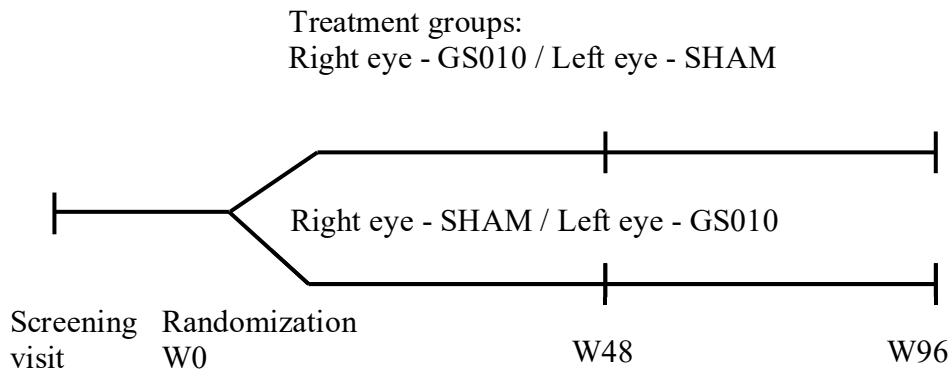 Treatment groups:
Right eye - GS010 / Left eye - SHAM
Right eye - SHAM / Left eye - GS010
Screening visit
Randomization W0
W48
W96